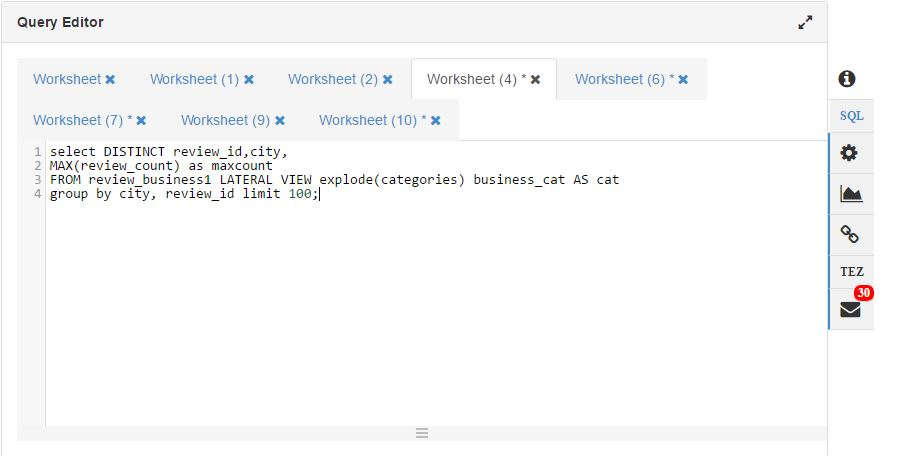 Query Editor
Worksheet ✖ Worksheet (1) ✖ Worksheet (2) ✖ Worksheet (4) * ✖ Worksheet (6) * ✖
SQL
Worksheet (7) * ✖ Worksheet (9) ✖ Worksheet (10) * ✖
1 select DISTINCT review_id,city,
2 MAX(review_count) as maxcount
3 FROM review_business1 LATERAL VIEW explode(categories) business_cat AS cat
4 group by city, review_id limit 100;
TEZ
30